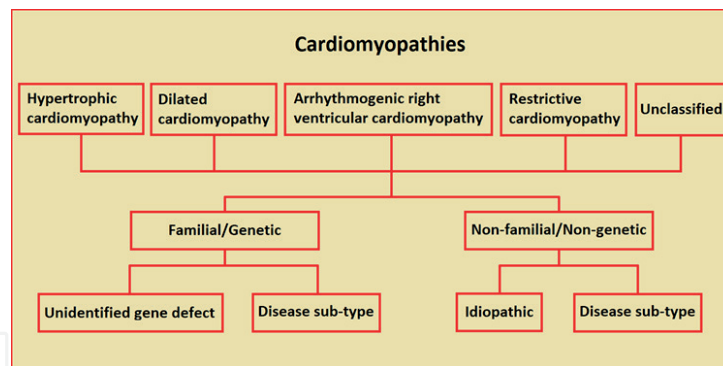 Cardiomyopathies
Hypertrophic
cardiomyopathy
Dilated
cardiomyopathy
Arrhythmogenic right
ventricular cardiomyopathy
Restrictive
cardiomyopathy
Unclassified
Familial/Genetic
Non-familial/Non-genetic
Unidentified gene defect
Disease sub-type
Idiopathic
Disease sub-type